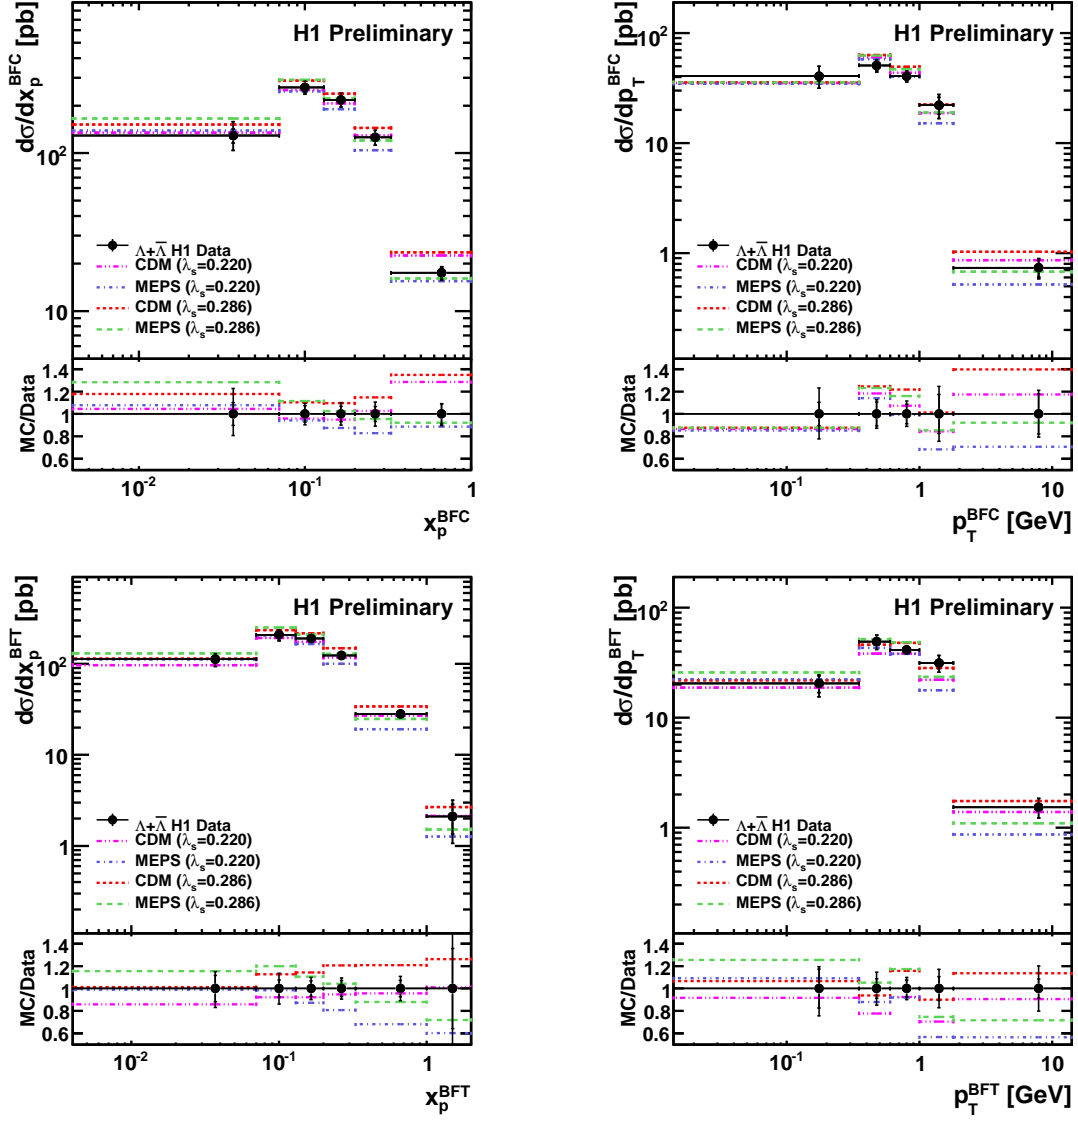 H1 Preliminary
dσ/dx_p^BFC [pb]
10²
10
Λ+Λ̅ H1 Data
CDM (λ_s=0.220)
MEPS (λ_s=0.220)
CDM (λ_s=0.286)
MEPS (λ_s=0.286)
MC/Data
1.4
1.2
1
0.8
0.6
10⁻² 10⁻¹ 1
x_p^BFC
H1 Preliminary
dσ/dp_T^BFC [pb]
10²
10
1
Λ+Λ̅ H1 Data
CDM (λ_s=0.220)
MEPS (λ_s=0.220)
CDM (λ_s=0.286)
MEPS (λ_s=0.286)
MC/Data
1.4
1.2
1
0.8
0.6
10⁻¹ 1 10
p_T^BFC [GeV]
H1 Preliminary
dσ/dx_p^BFT [pb]
10²
10
1
Λ+Λ̅ H1 Data
CDM (λ_s=0.220)
MEPS (λ_s=0.220)
CDM (λ_s=0.286)
MEPS (λ_s=0.286)
MC/Data
1.4
1.2
1
0.8
0.6
10⁻² 10⁻¹ 1
x_p^BFT
H1 Preliminary
dσ/dp_T^BFT [pb]
10²
10
1
Λ+Λ̅ H1 Data
CDM (λ_s=0.220)
MEPS (λ_s=0.220)
CDM (λ_s=0.286)
MEPS (λ_s=0.286)
MC/Data
1.4
1.2
1
0.8
0.6
10⁻¹ 1 10
p_T^BFT [GeV]